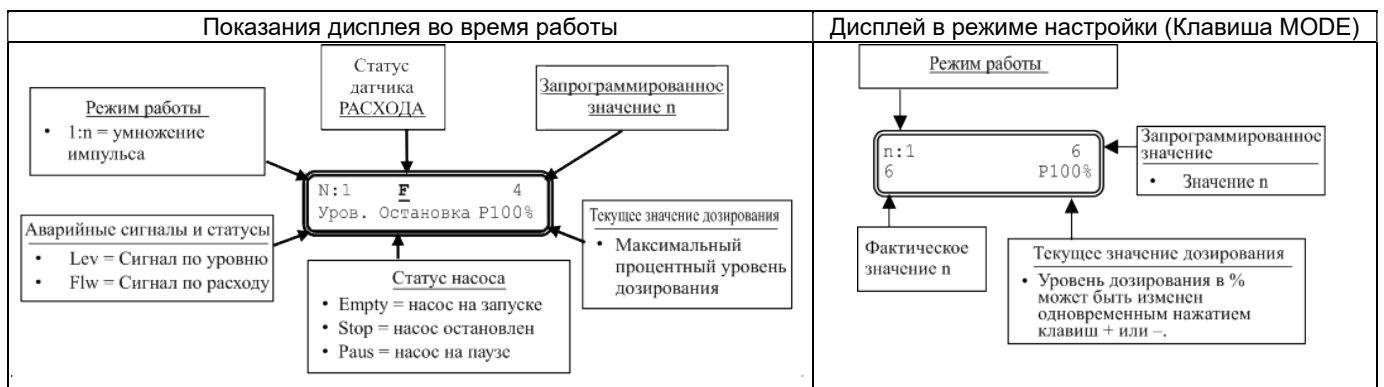 Показания дисплея во время работы
Дисплей в режиме настройки (Клавиша MODE)
Статус
датчика
РАСХОДА
Режим работы
• 1:n = умножение
импульса
Запрограммированное
значение n
N:1 F 4
Уров. Остановка P100%
Аварийные сигналы и статусы
• Lev = Сигнал по уровню
• Flw = Сигнал по расходу
Статус насоса
• Empty = насос на запуске
• Stop = насос остановлен
• Paus = насос на паузе
Текущее значение дозирования
• Максимальный
процентный уровень
дозирования
Режим работы
n:1 6
6 P100%
Запрограммированное
значение
• Значение n
Фактическое
значение n
Текущее значение дозирования
• Уровень дозирования в %
может быть изменен
одновременным нажатием
клавиш + или –.